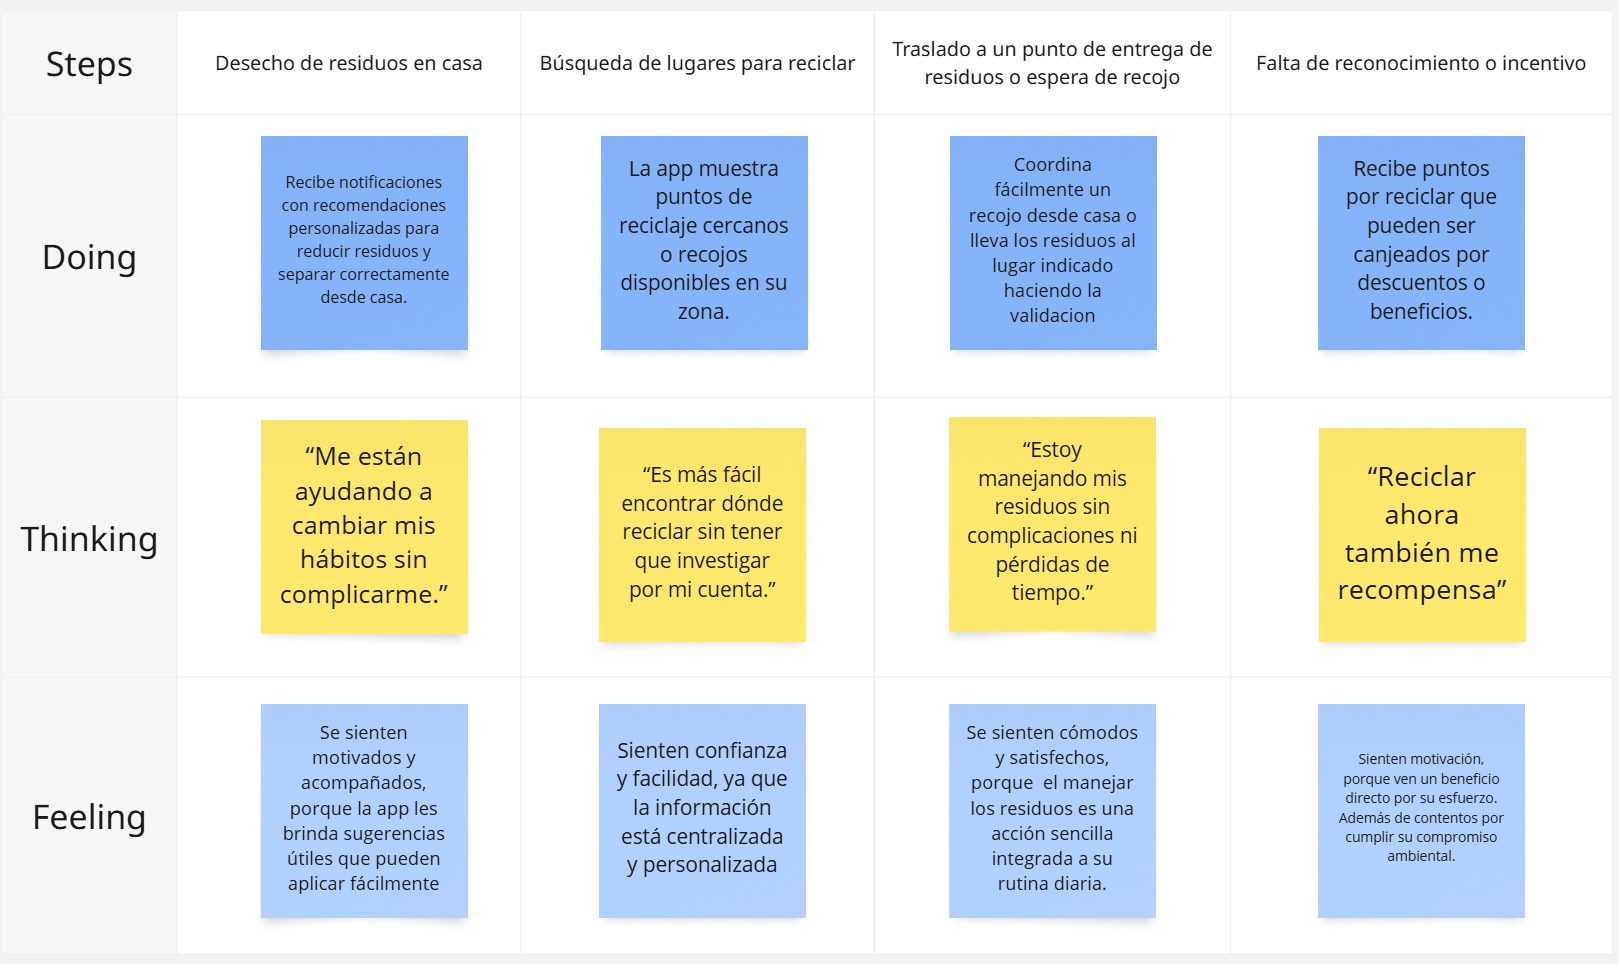 Steps
Desecho de residuos en casa
Búsqueda de lugares para reciclar
Traslado a un punto de entrega de
residuos o espera de recojo
Falta de reconocimiento o incentivo
Doing
Recibe notificaciones
con recomendaciones
personalizadas para
reducir residuos y
separar correctamente
desde casa.
La app muestra
puntos de
reciclaje cercanos
o recojos
disponibles en su
zona.
Coordina
fácilmente un
recojo desde casa o
lleva los residuos al
lugar indicado
haciendo la
validacion
Recibe puntos
por reciclar que
pueden ser
canjeados por
descuentos o
beneficios.
Thinking
“Me están
ayudando a
cambiar mis
hábitos sin
complicarme.”
“Es más fácil
encontrar dónde
reciclar sin tener
que investigar
por mi cuenta.”
“Estoy
manejando mis
residuos sin
complicaciones ni
pérdidas de
tiempo.”
“Reciclar
ahora
también me
recompensa”
Feeling
Se sienten
motivados y
acompañados,
porque la app les
brinda sugerencias
útiles que pueden
aplicar fácilmente
Sienten confianza
y facilidad, ya que
la información
está centralizada
y personalizada
Se sienten cómodos
y satisfechos,
porque  el manejar
los residuos es una
acción sencilla
integrada a su
rutina diaria.
Sienten motivación,
porque ven un beneficio
directo por su esfuerzo.
Además de contentos por
cumplir su compromiso
ambiental.